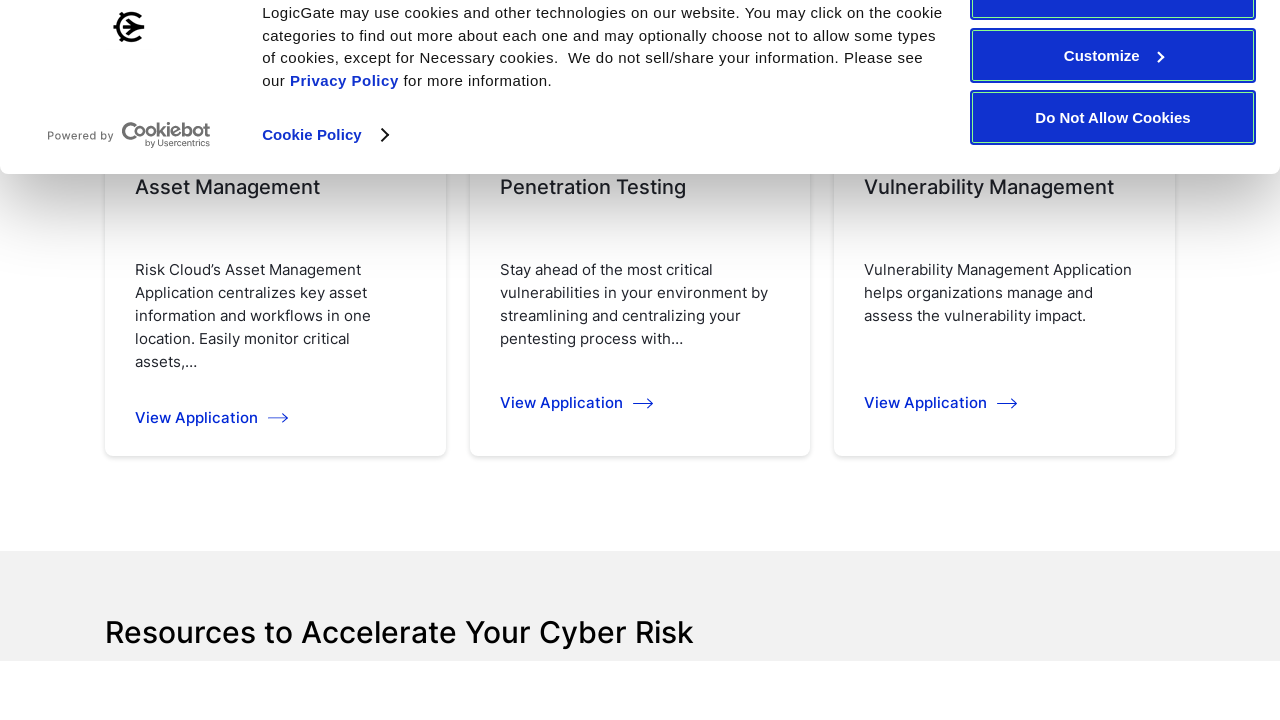 LogicGate may use cookies and other technologies on our website. You may click on the cookie
categories to find out more about each one and may optionally choose not to allow some types
of cookies, except for Necessary cookies.  We do not sell/share your information. Please see
our Privacy Policy for more information.
Customize
Do Not Allow Cookies
Powered by Cookiebot
by Usercentrics
Cookie Policy
Asset Management
Risk Cloud’s Asset Management
Application centralizes key asset
information and workflows in one
location. Easily monitor critical
assets,...
View Application
Penetration Testing
Stay ahead of the most critical
vulnerabilities in your environment by
streamlining and centralizing your
pentesting process with...
View Application
Vulnerability Management
Vulnerability Management Application
helps organizations manage and
assess the vulnerability impact.
View Application
Resources to Accelerate Your Cyber Risk